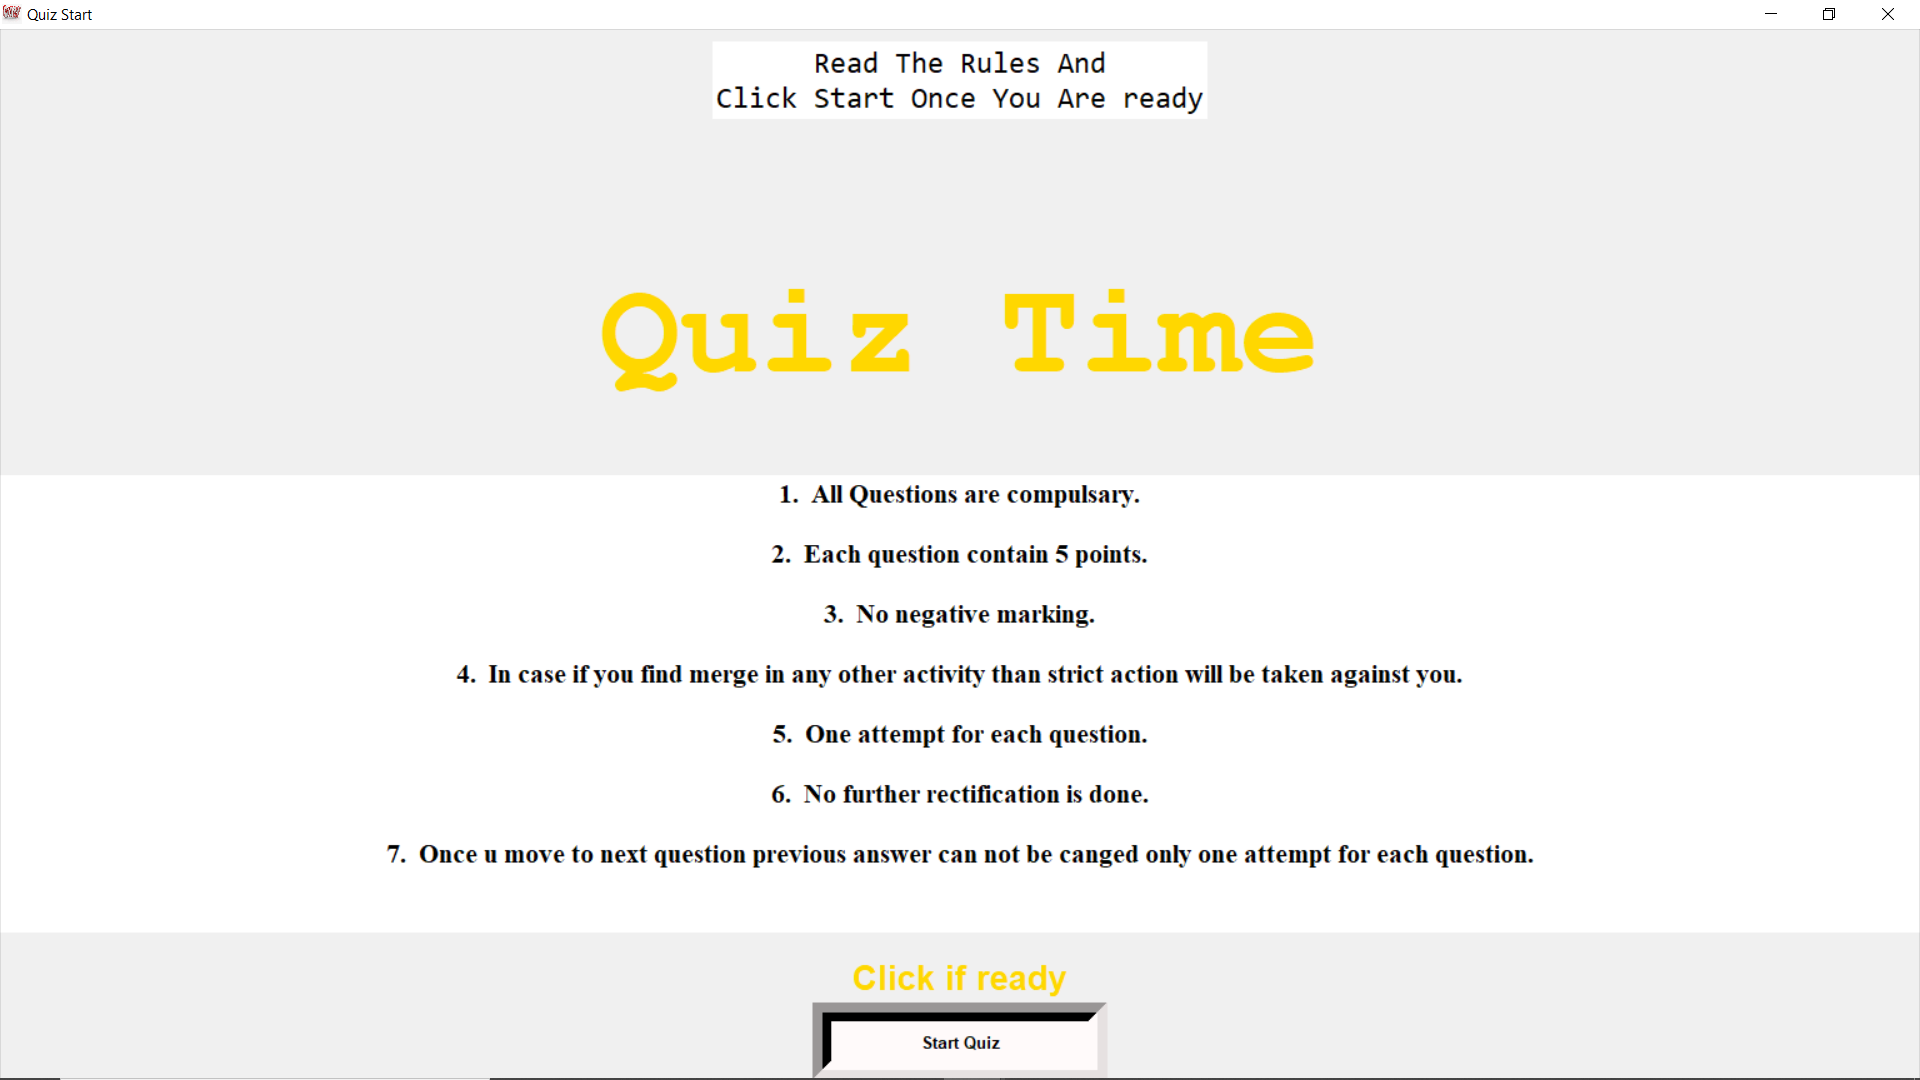 Quiz Start
Read The Rules And
Click Start Once You Are ready
Quiz Time
1. All Questions are compulsary.
2. Each question contain 5 points.
3. No negative marking.
4. In case if you find merge in any other activity than strict action will be taken against you.
5. One attempt for each question.
6. No further rectification is done.
7. Once u move to next question previous answer can not be canged only one attempt for each question.
Click if ready
Start Quiz